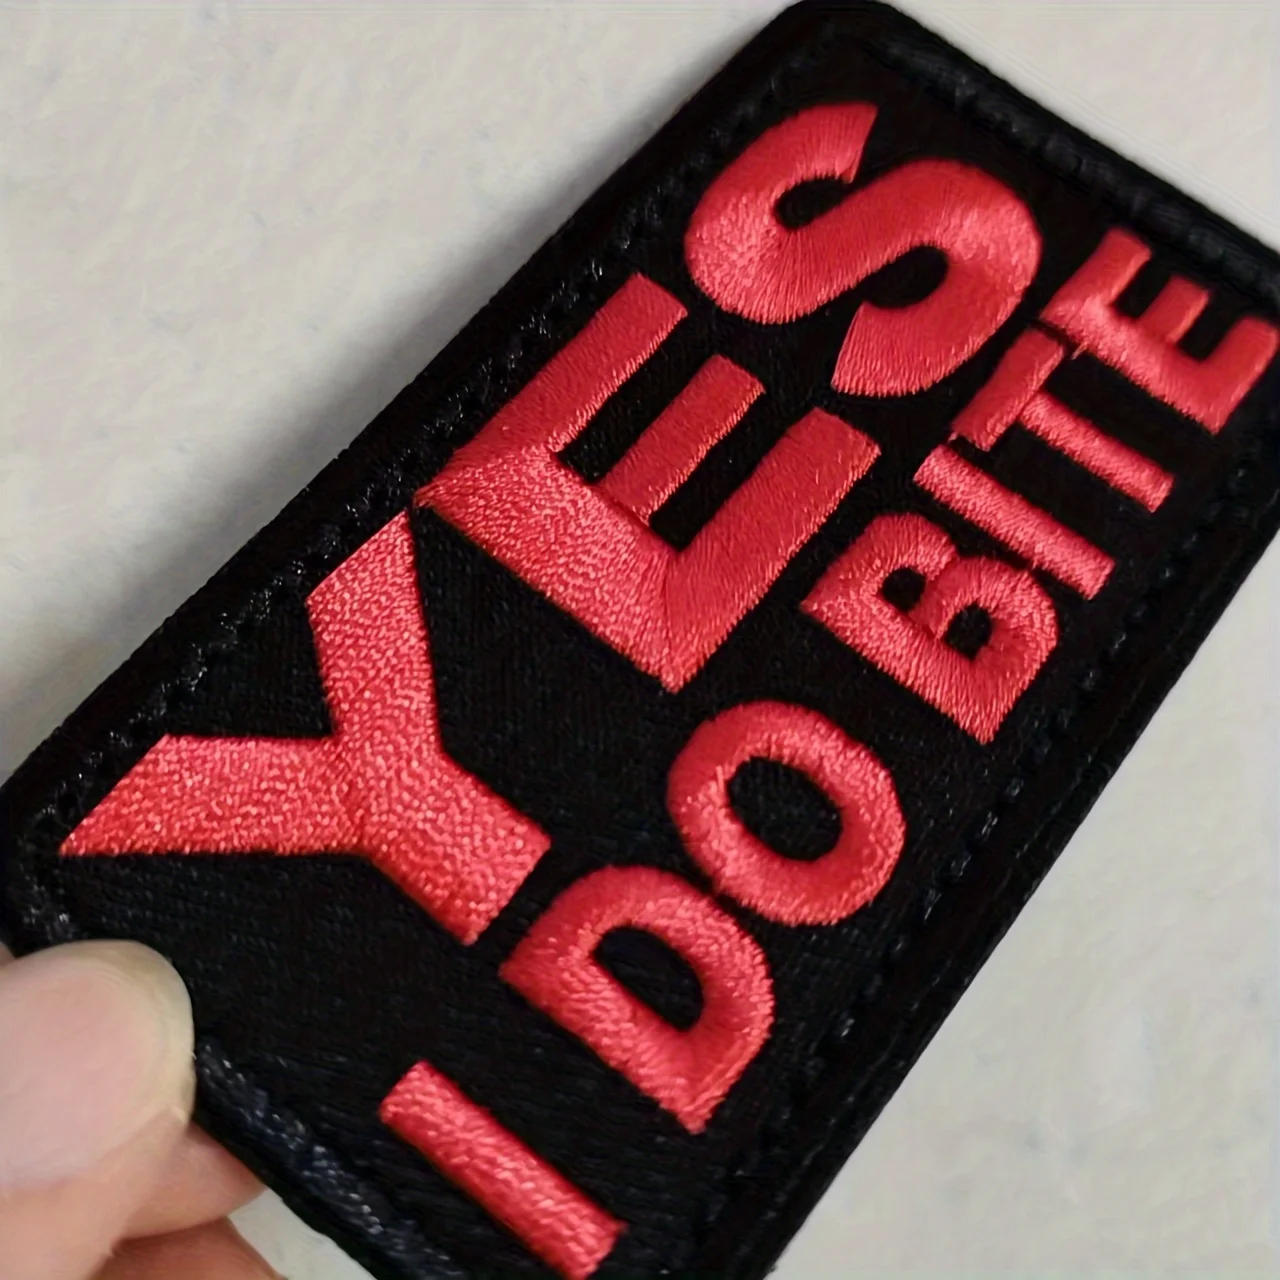 YES
I DO BITE